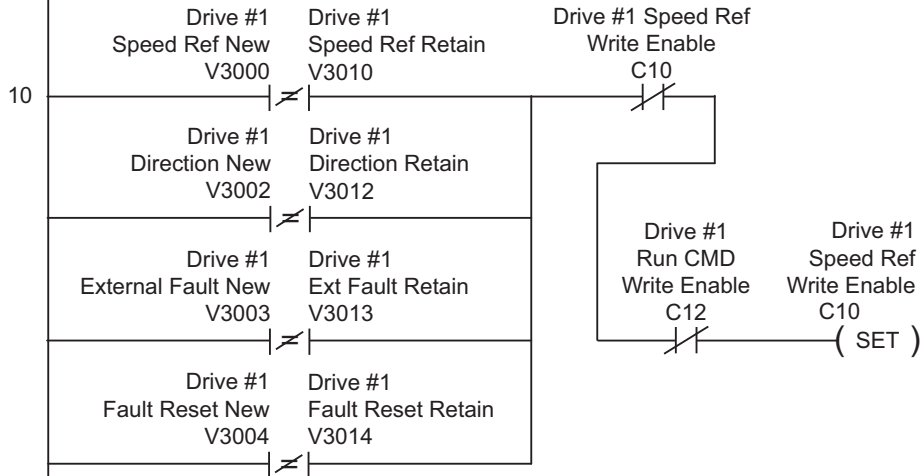 Drive #1 Drive #1 Drive #1 Speed Ref
Speed Ref New Speed Ref Retain Write Enable
V3000 V3010 C10
10 =
Drive #1 Drive #1
Direction New Direction Retain
V3002 V3012
=
Drive #1 Drive #1
Run CMD Speed Ref
Write Enable Write Enable
C12 C10
( SET )
Drive #1 Drive #1
External Fault New Ext Fault Retain
V3003 V3013
=
Drive #1 Drive #1
Fault Reset New Fault Reset Retain
V3004 V3014
=